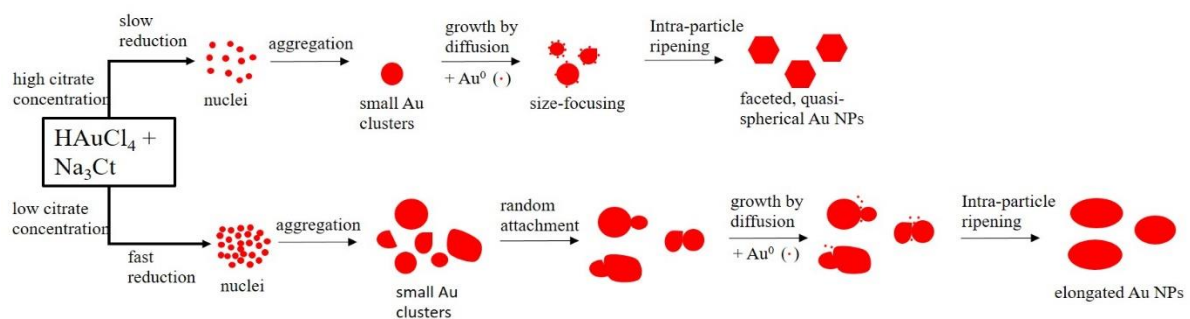 slow
reduction
high citrate
concentration
nuclei
aggregation
small Au
clusters
growth by
diffusion
+ Au⁰ (·)
size-focusing
Intra-particle
ripening
faceted, quasi-
spherical Au NPs
HAuCl₄ +
Na₃Ct
low citrate
concentration
fast
reduction
nuclei
aggregation
small Au
clusters
random
attachment
growth by
diffusion
+ Au⁰ (·)
Intra-particle
ripening
elongated Au NPs